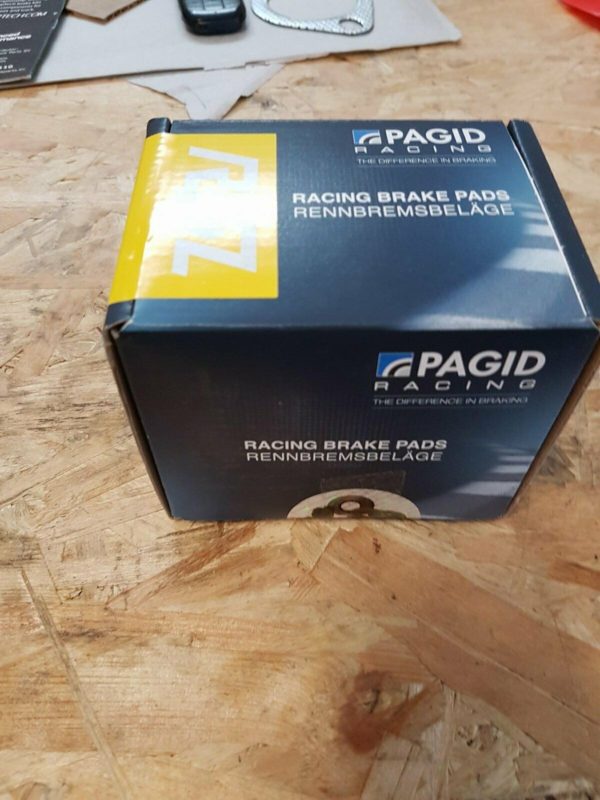 PAGID
RACING
THE DIFFERENCE IN BRAKING
RACING BRAKE PADS
RENNBREMSBELÄGE
PAGID
RACING
THE DIFFERENCE IN BRAKING
RACING BRAKE PADS
RENNBREMSBELÄGE